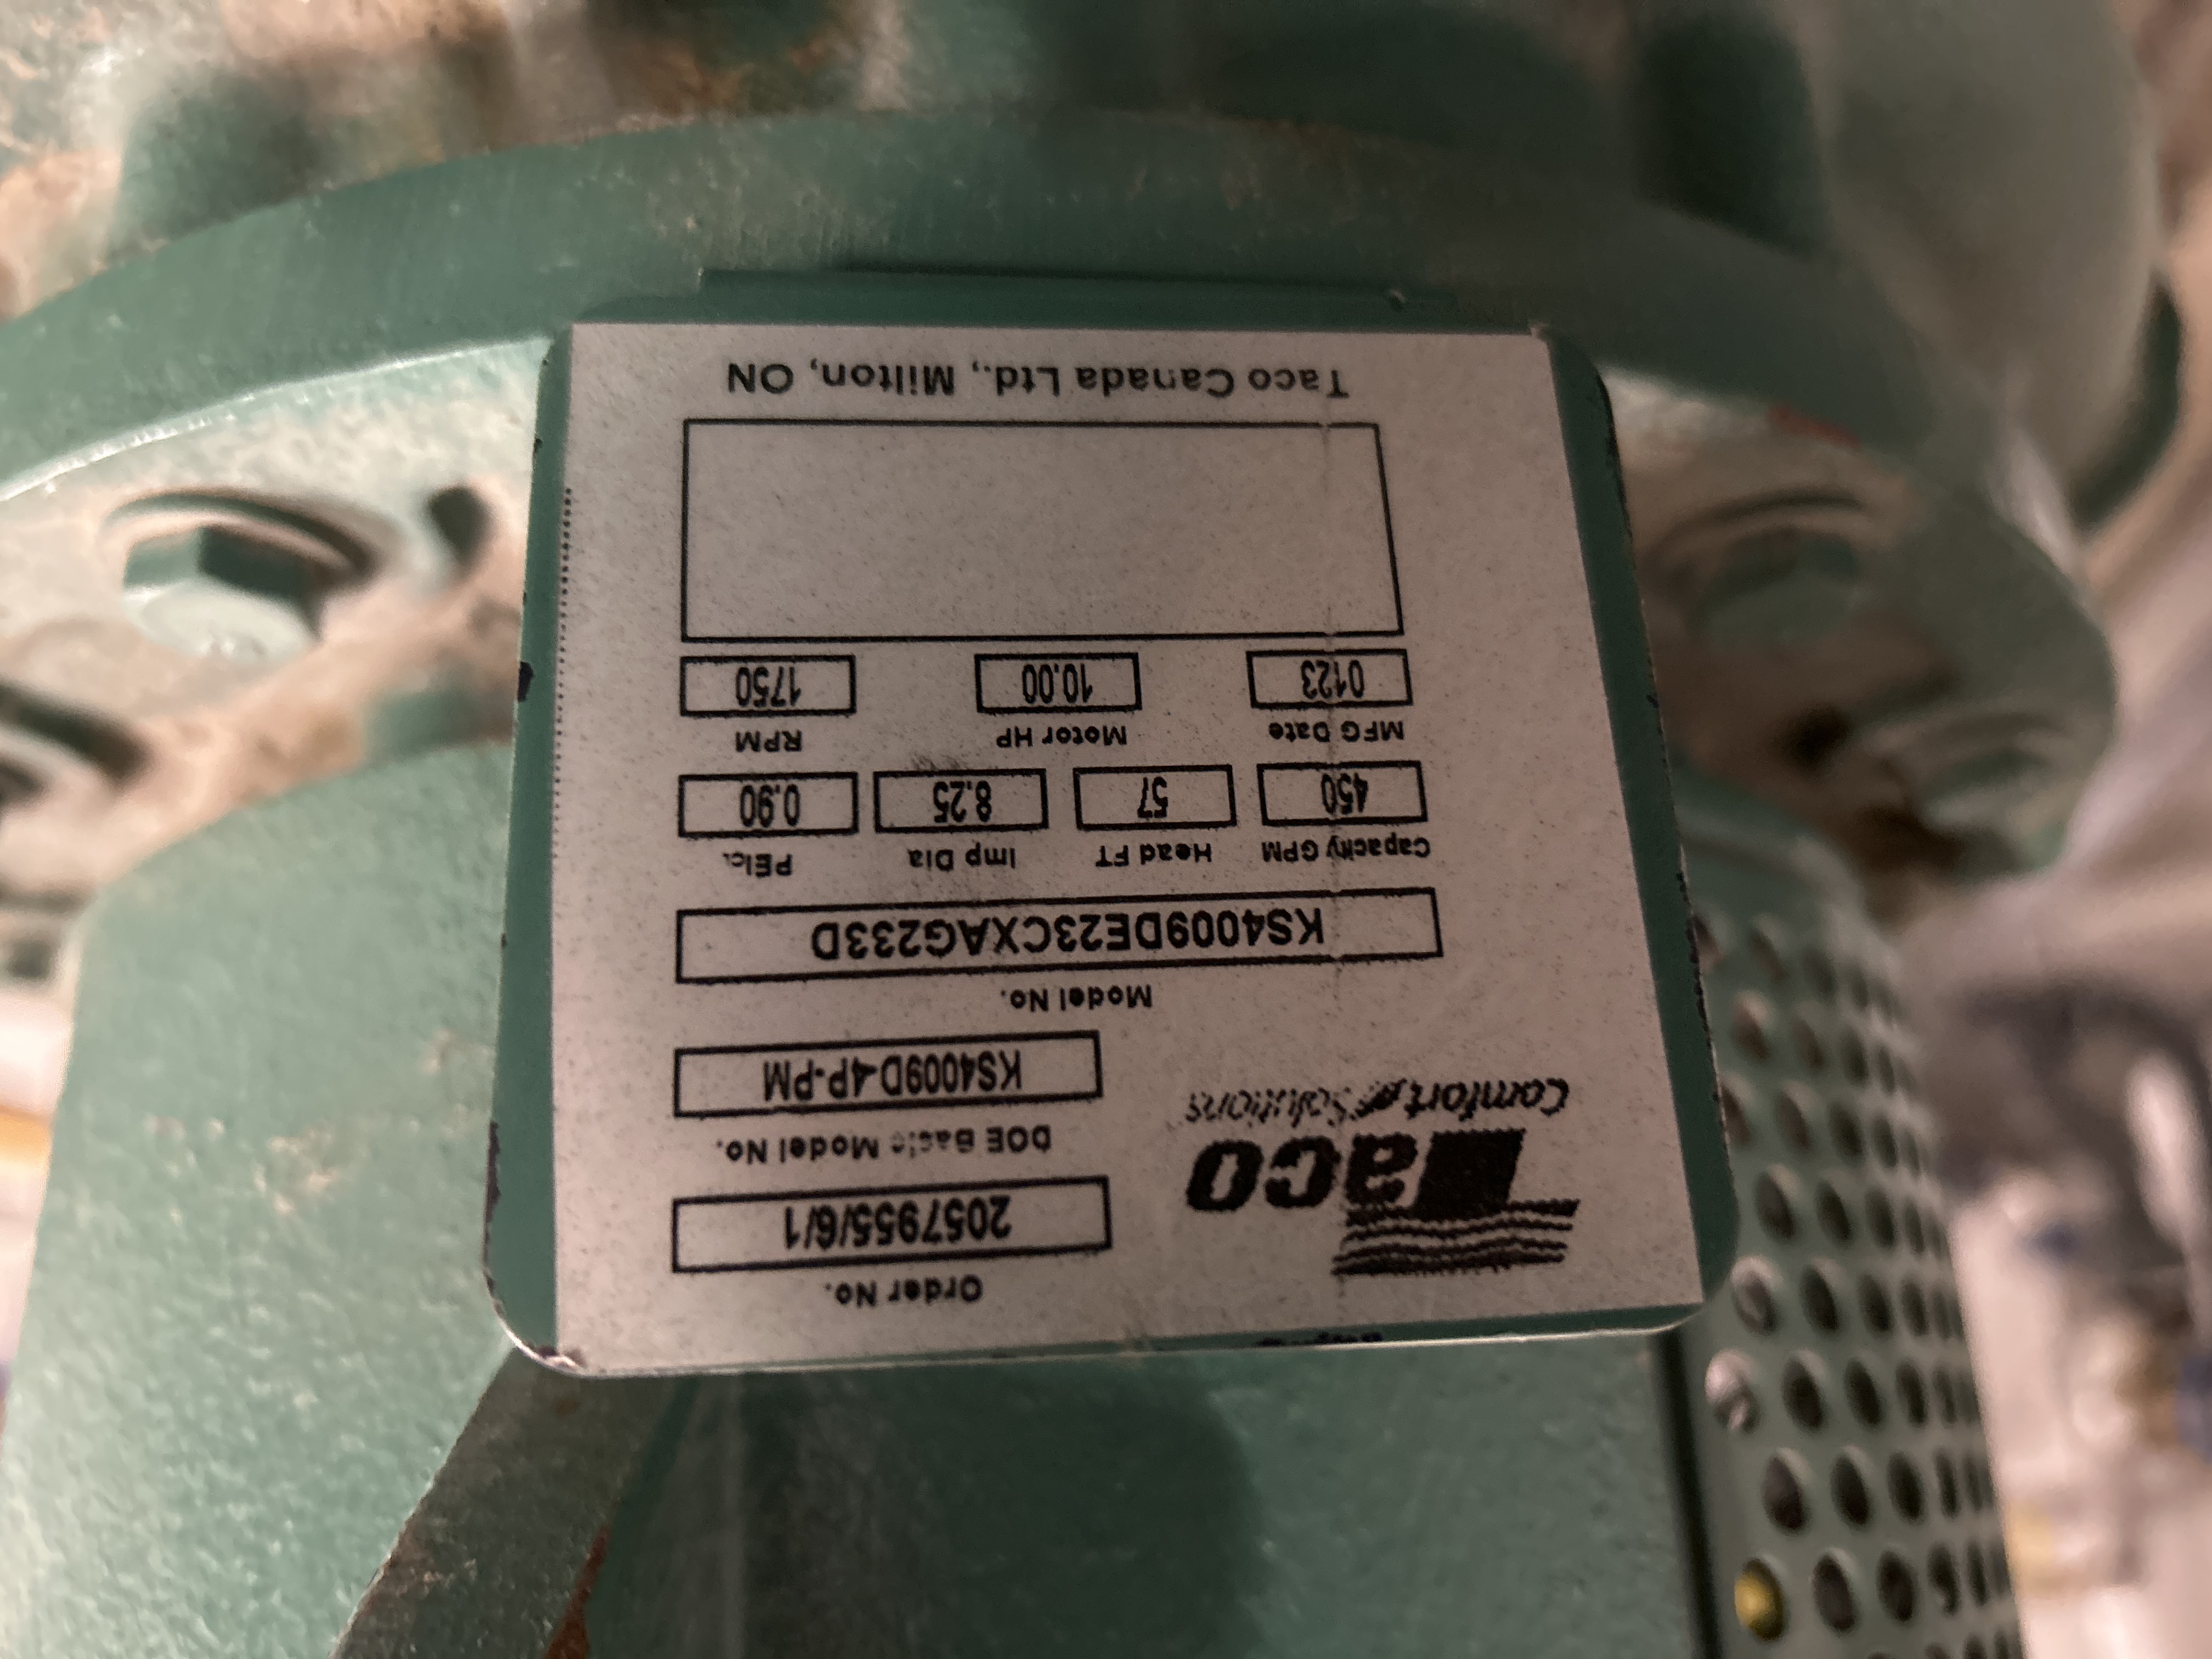 Taco
Comfort Solutions
Order No.
2057955/6/1
DOE Basic Model No.
KS4009D-4P-PM
Model No.
KS4009DE23CXAG233D
Capacity GPM Head FT Imp Dia PEIcL
450 57 8.25 0.90
MFG Date Motor HP RPM
0123 10.00 1750
Taco Canada Ltd., Milton, ON